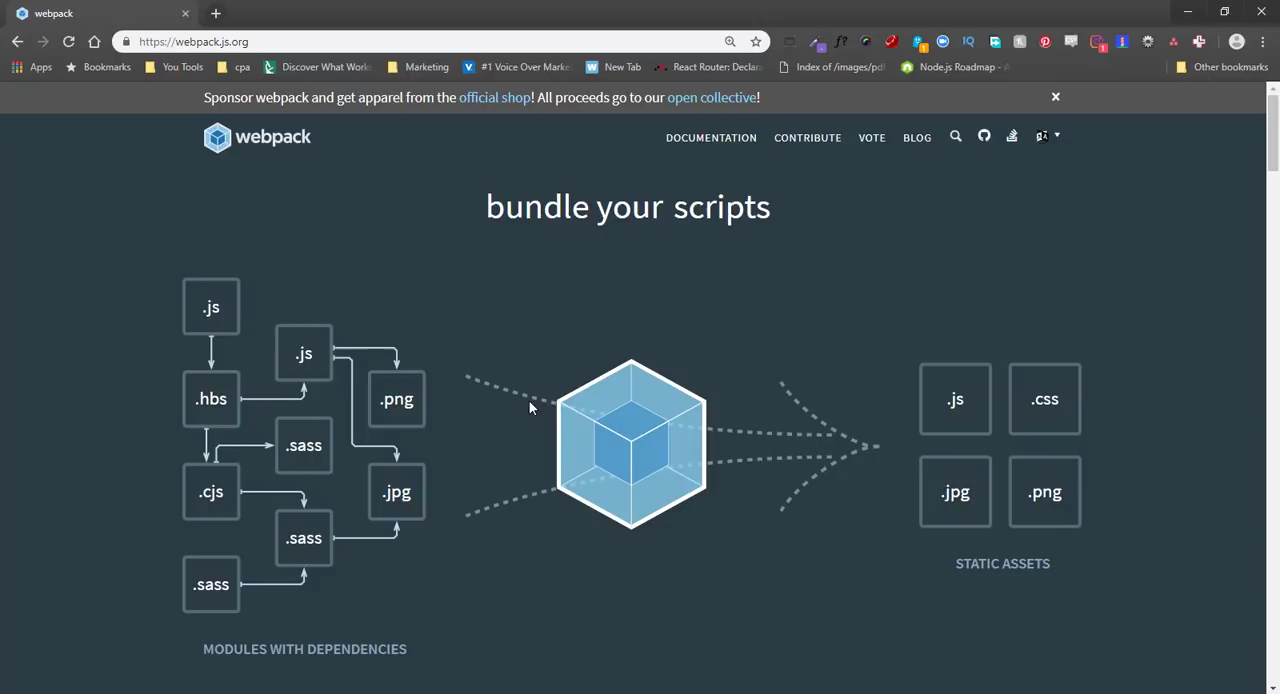 webpack
https://webpack.js.org
Apps
Bookmarks
You Tools
cpa
Discover What Work
Marketing
#1 Voice Over Marke
New Tab
React Router: Decla
Index of /images/pdf
Node.js Roadmap -
Other bookmarks
Sponsor webpack and get apparel from the official shop! All proceeds go to our open collective!
webpack
DOCUMENTATION
CONTRIBUTE
VOTE
BLOG
bundle your scripts
.js
.js
.hbs
.png
.sass
.cjs
.jpg
.sass
.sass
MODULES WITH DEPENDENCIES
.js
.css
.jpg
.png
STATIC ASSETS